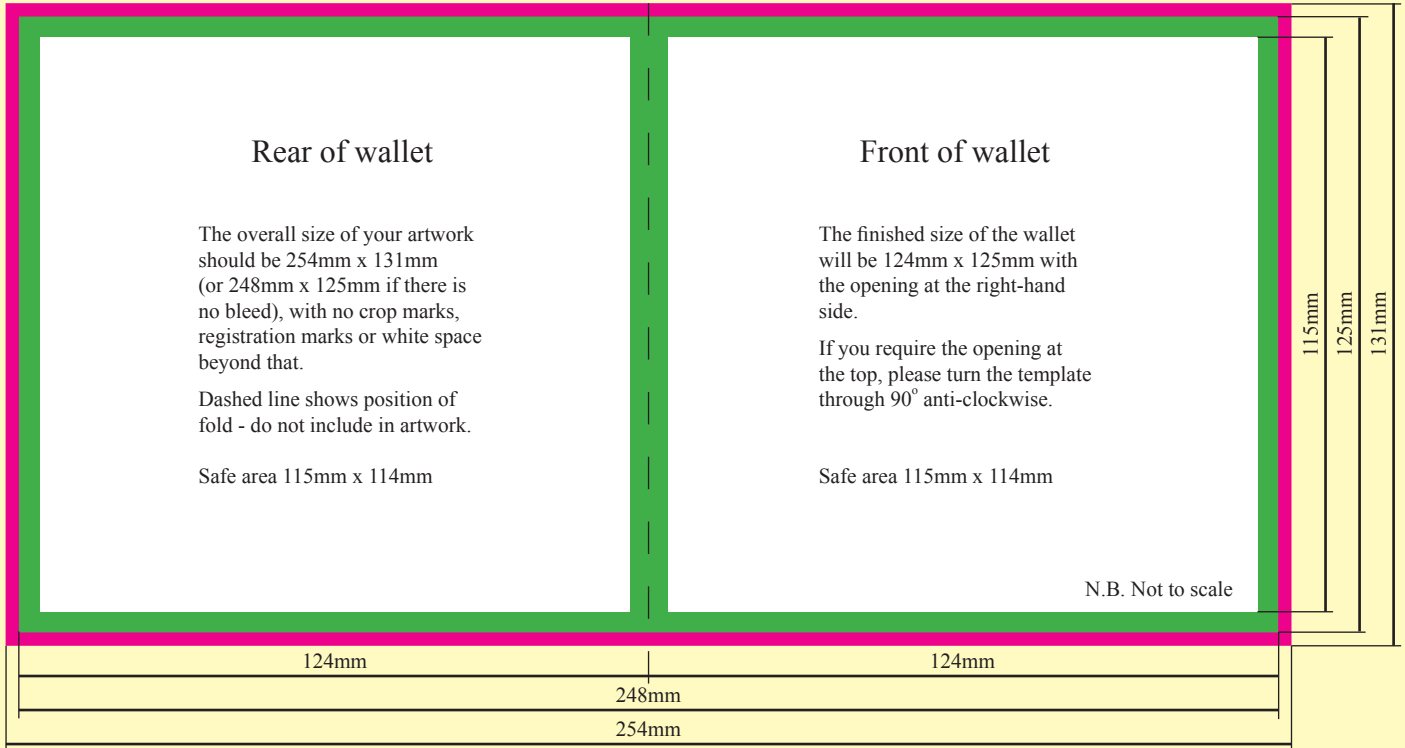 Rear of wallet
The overall size of your artwork
should be 254mm x 131mm
(or 248mm x 125mm if there is
no bleed), with no crop marks,
registration marks or white space
beyond that.
Dashed line shows position of
fold - do not include in artwork.
Safe area 115mm x 114mm
Front of wallet
The finished size of the wallet
will be 124mm x 125mm with
the opening at the right-hand
side.
If you require the opening at
the top, please turn the template
through 90° anti-clockwise.
Safe area 115mm x 114mm
N.B. Not to scale
115mm
125mm
131mm
124mm
124mm
248mm
254mm